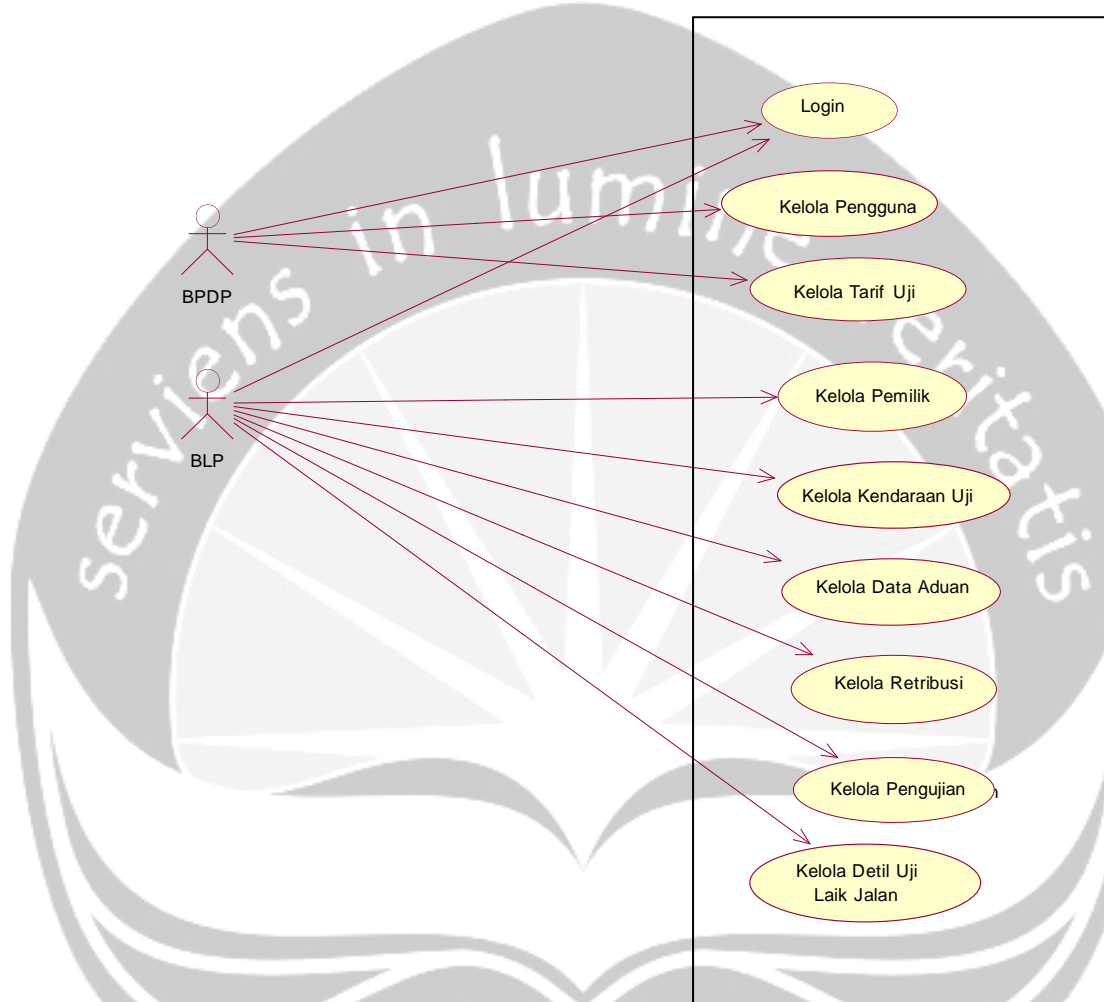 serviens in lumine veritatis
Login
Kelola Pengguna
Kelola Tarif Uji
BPDP
Kelola Pemilik
BLP
Kelola Kendaraan Uji
Kelola Data Aduan
Kelola Retribusi
Kelola Pengujian
Kelola Detil Uji
Laik Jalan